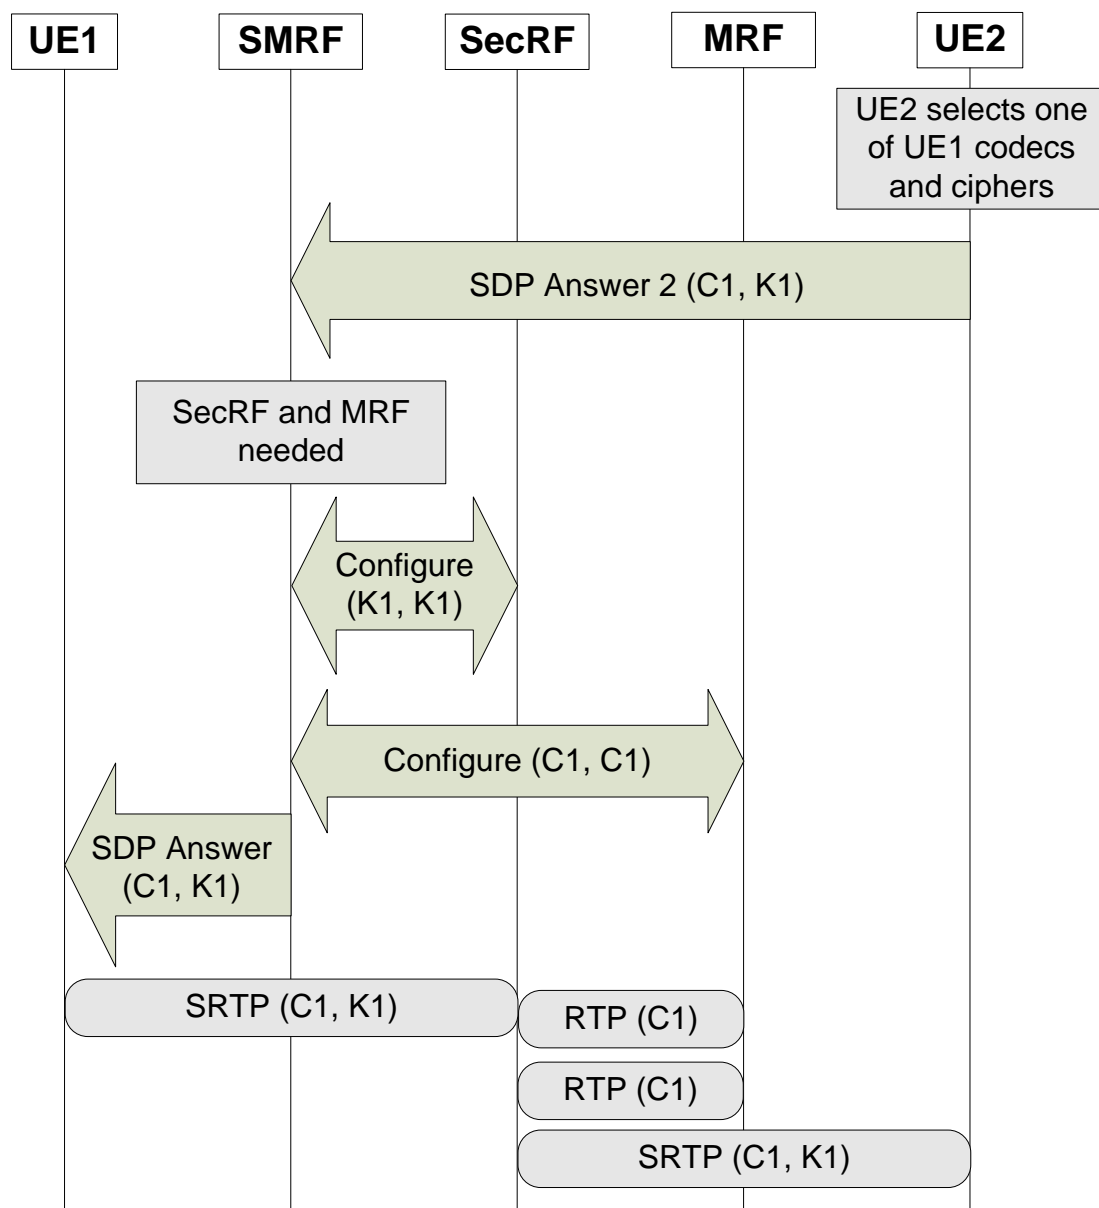 UE1
SMRF
SecRF
MRF
UE2
UE2 selects one
of UE1 codecs
and ciphers
SDP Answer 2 (C1, K1)
SecRF and MRF
needed
Configure
(K1, K1)
Configure (C1, C1)
SDP Answer
(C1, K1)
SRTP (C1, K1)
RTP (C1)
RTP (C1)
SRTP (C1, K1)